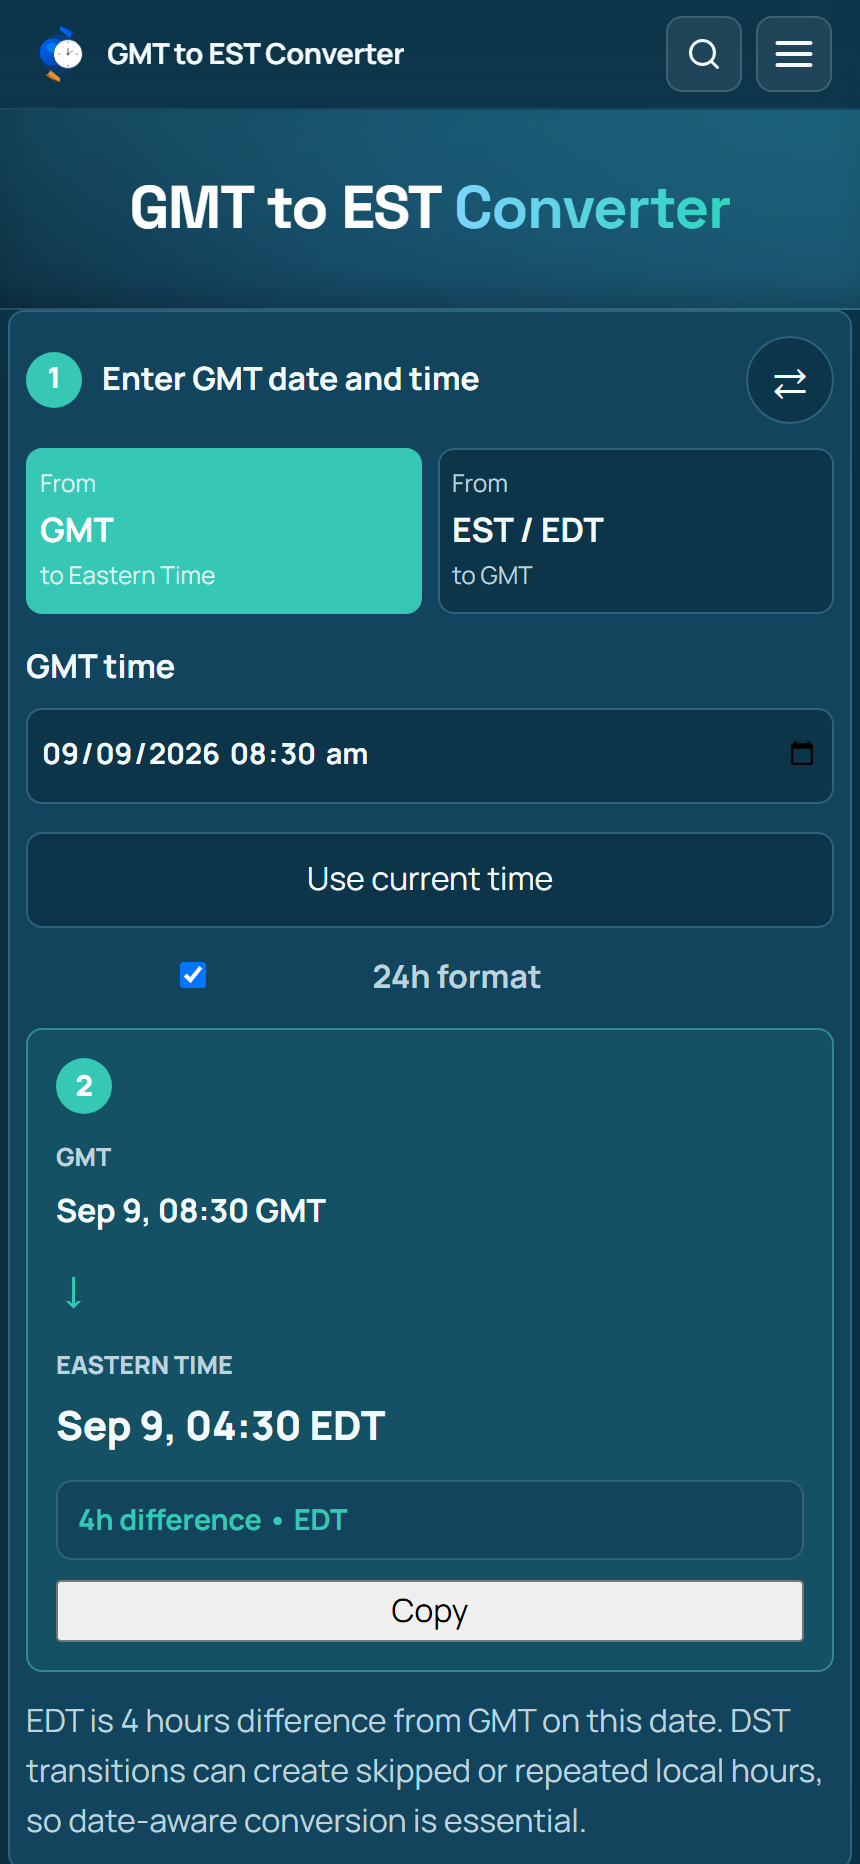 GMT to EST Converter
GMT to EST Converter
1 Enter GMT date and time
From
GMT
to Eastern Time
From
EST / EDT
to GMT
GMT time
09/09/2026 08:30 am
Use current time
24h format
2
GMT
Sep 9, 08:30 GMT
↓
EASTERN TIME
Sep 9, 04:30 EDT
4h difference • EDT
Copy
EDT is 4 hours difference from GMT on this date. DST
transitions can create skipped or repeated local hours,
so date-aware conversion is essential.